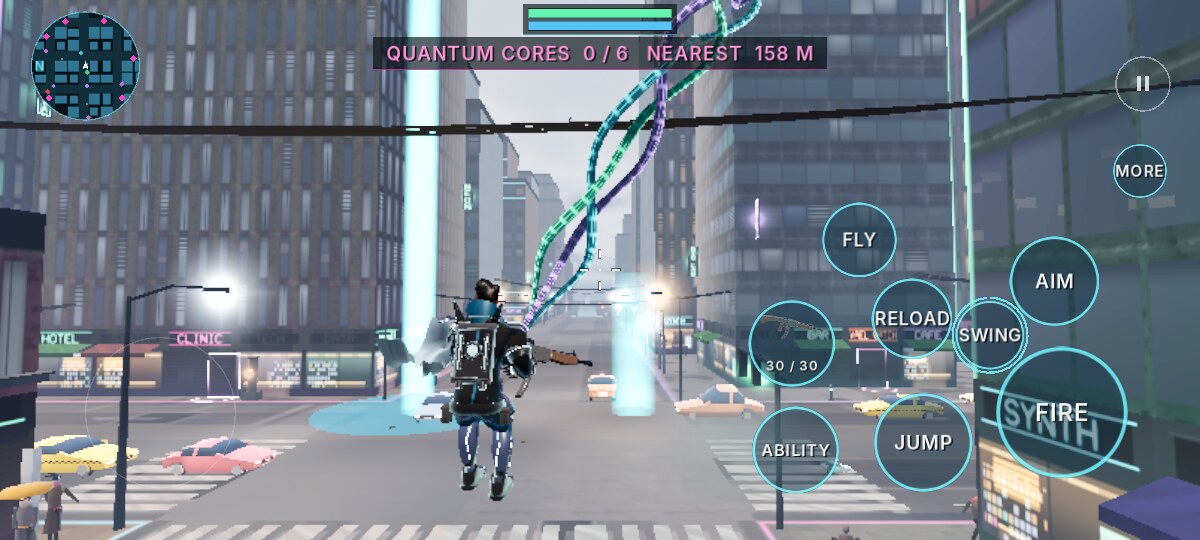 QUANTUM CORES 0 / 6 NEAREST 158 M
N
MORE
FLY
AIM
RELOAD
SWING
30 / 30
HOTEL
CLINIC
CAFE
FIRE
SYNTH
JUMP
ABILITY